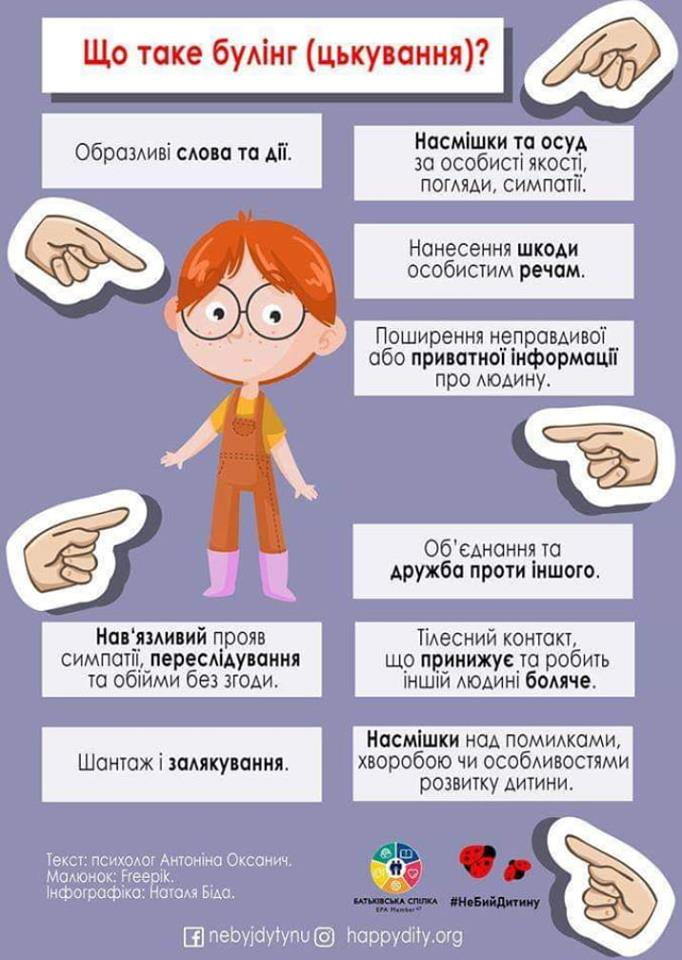 Що таке булінг (цькування)?
Образливі слова та дії.
Насмішки та осуд
за особисті якості,
погляди, симпатії.
Нанесення шкоди
особистим речам.
Поширення неправдивої
або приватної інформації
про людину.
Об'єднання та
дружба проти іншого.
Нав'язливий прояв
симпатії, переслідування
та обійми без згоди.
Тілесний контакт,
що принижує та робить
іншій людині боляче.
Шантаж і залякування.
Насмішки над помилками,
хворобою чи особливостями
розвитку дитини.
Текст: психолог Антоніна Оксанич.
Малюнок: Freepik.
Інфографіка: Наталя Біда.
БАТЬКІВСЬКА СПІЛКА
EPA Member
#НеБийДитину
nebyjdytynu happydity.org